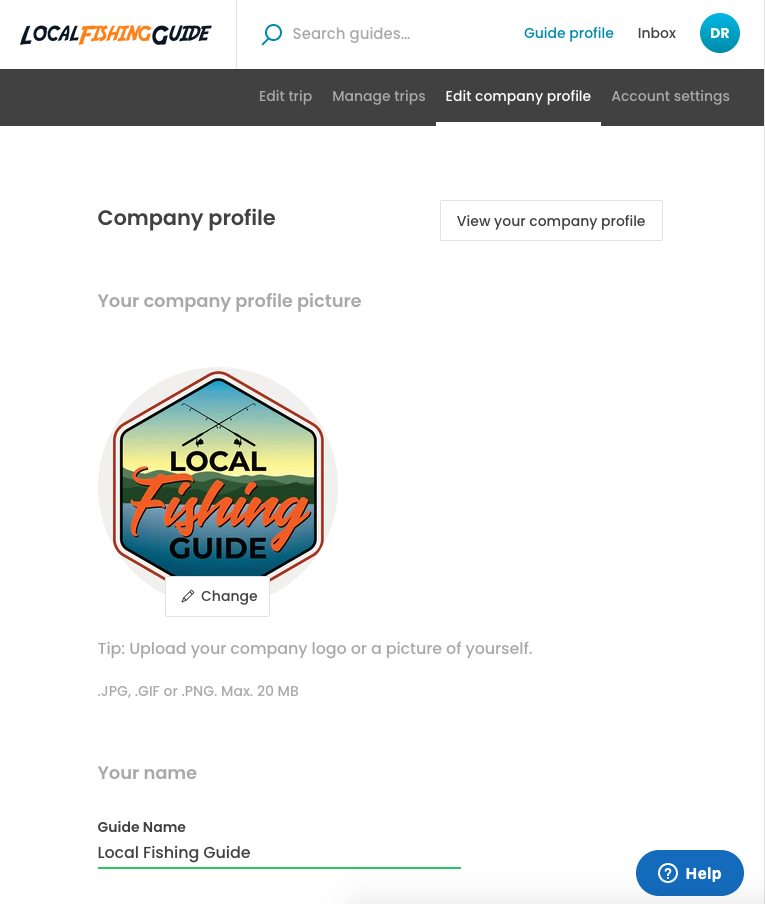 LOCALFISHINGGUIDE
Search guides...
Guide profile
Inbox
DR
Edit trip
Manage trips
Edit company profile
Account settings
Company profile
View your company profile
Your company profile picture
LOCAL
Fishing
GUIDE
Change
Tip: Upload your company logo or a picture of yourself.
.JPG, .GIF or .PNG. Max. 20 MB
Your name
Guide Name
Local Fishing Guide
? Help